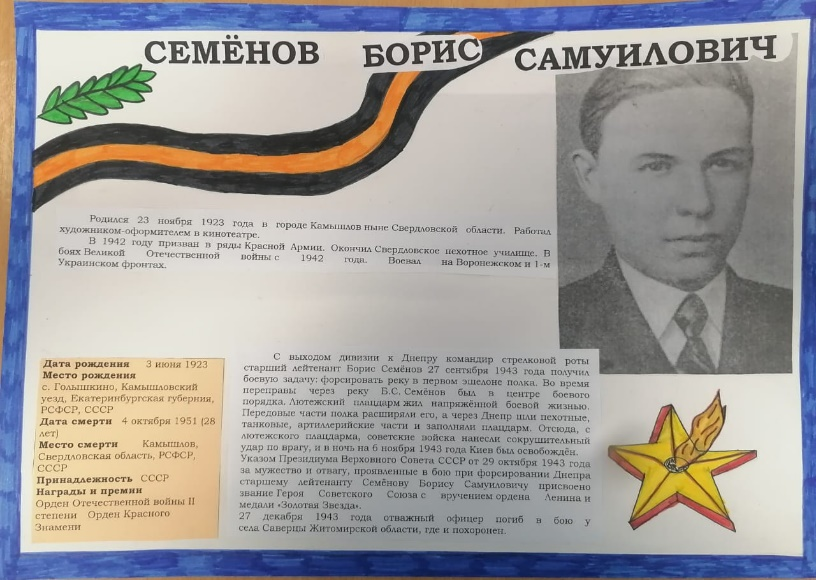 СЕМЁНОВ БОРИС САМУИЛОВИЧ
Родился 23 ноября 1923 года в городе Камышлов ныне Свердловской области. Работал
художником-оформителем в кинотеатре.
В 1942 году призван в ряды Красной Армии. Окончил Свердловское пехотное училище. В
боях Великой Отечественной войны с 1942 года. Воевал на Воронежском и 1-м
Украинском фронтах.
Дата рождения 3 июня 1923
Место рождения
с. Голышкино, Камышловский
уезд, Екатеринбургская губерния,
РСФСР, СССР
Дата смерти 4 октября 1951 (28
лет)
Место смерти Камышлов,
Свердловская область, РСФСР,
СССР
Принадлежность СССР
Награды и премии
Орден Отечественной войны II
степени Орден Красного
Знамени
С выходом дивизии к Днепру командир стрелковой роты
старший лейтенант Борис Семёнов 27 сентября 1943 года получил
боевую задачу: форсировать реку в первом эшелоне полка. Во время
переправы через реку Б.С. Семёнов был в центре боевого
порядка. Лютежский плацдарм жил напряжённой боевой жизнью.
Передовые части полка расширяли его, а через Днепр шли пехотные,
танковые, артиллерийские части и заполняли плацдарм. Отсюда, с
лютежского плацдарма, советские войска нанесли сокрушительный
удар по врагу, и в ночь на 6 ноября 1943 года Киев был освобождён.
Указом Президиума Верховного Совета СССР от 29 октября 1943 года
за мужество и отвагу, проявленные в бою при форсировании Днепра
старшему лейтенанту Семёнову Борису Самуиловичу присвоено
звание Героя Советского Союза с вручением ордена Ленина и
медали «Золотая Звезда».
27 декабря 1943 года отважный офицер погиб в бою у
села Саверцы Житомирской области, где и похоронен.